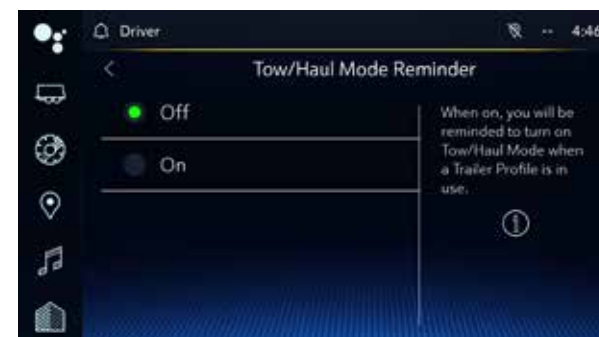 Driver
-- 4:46
Tow/Haul Mode Reminder
Off
On
When on, you will be
reminded to turn on
Tow/Haul Mode when
a Trailer Profile is in
use.